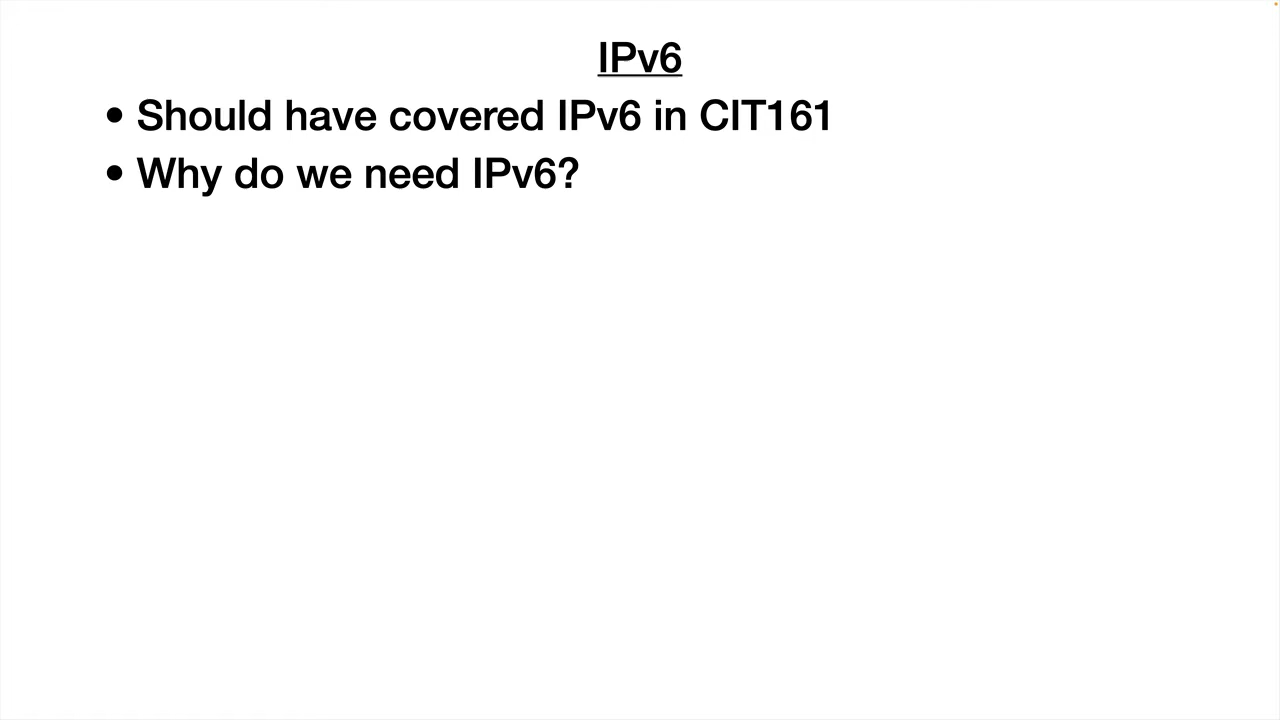 IPv6
• Should have covered IPv6 in CIT161
• Why do we need IPv6?